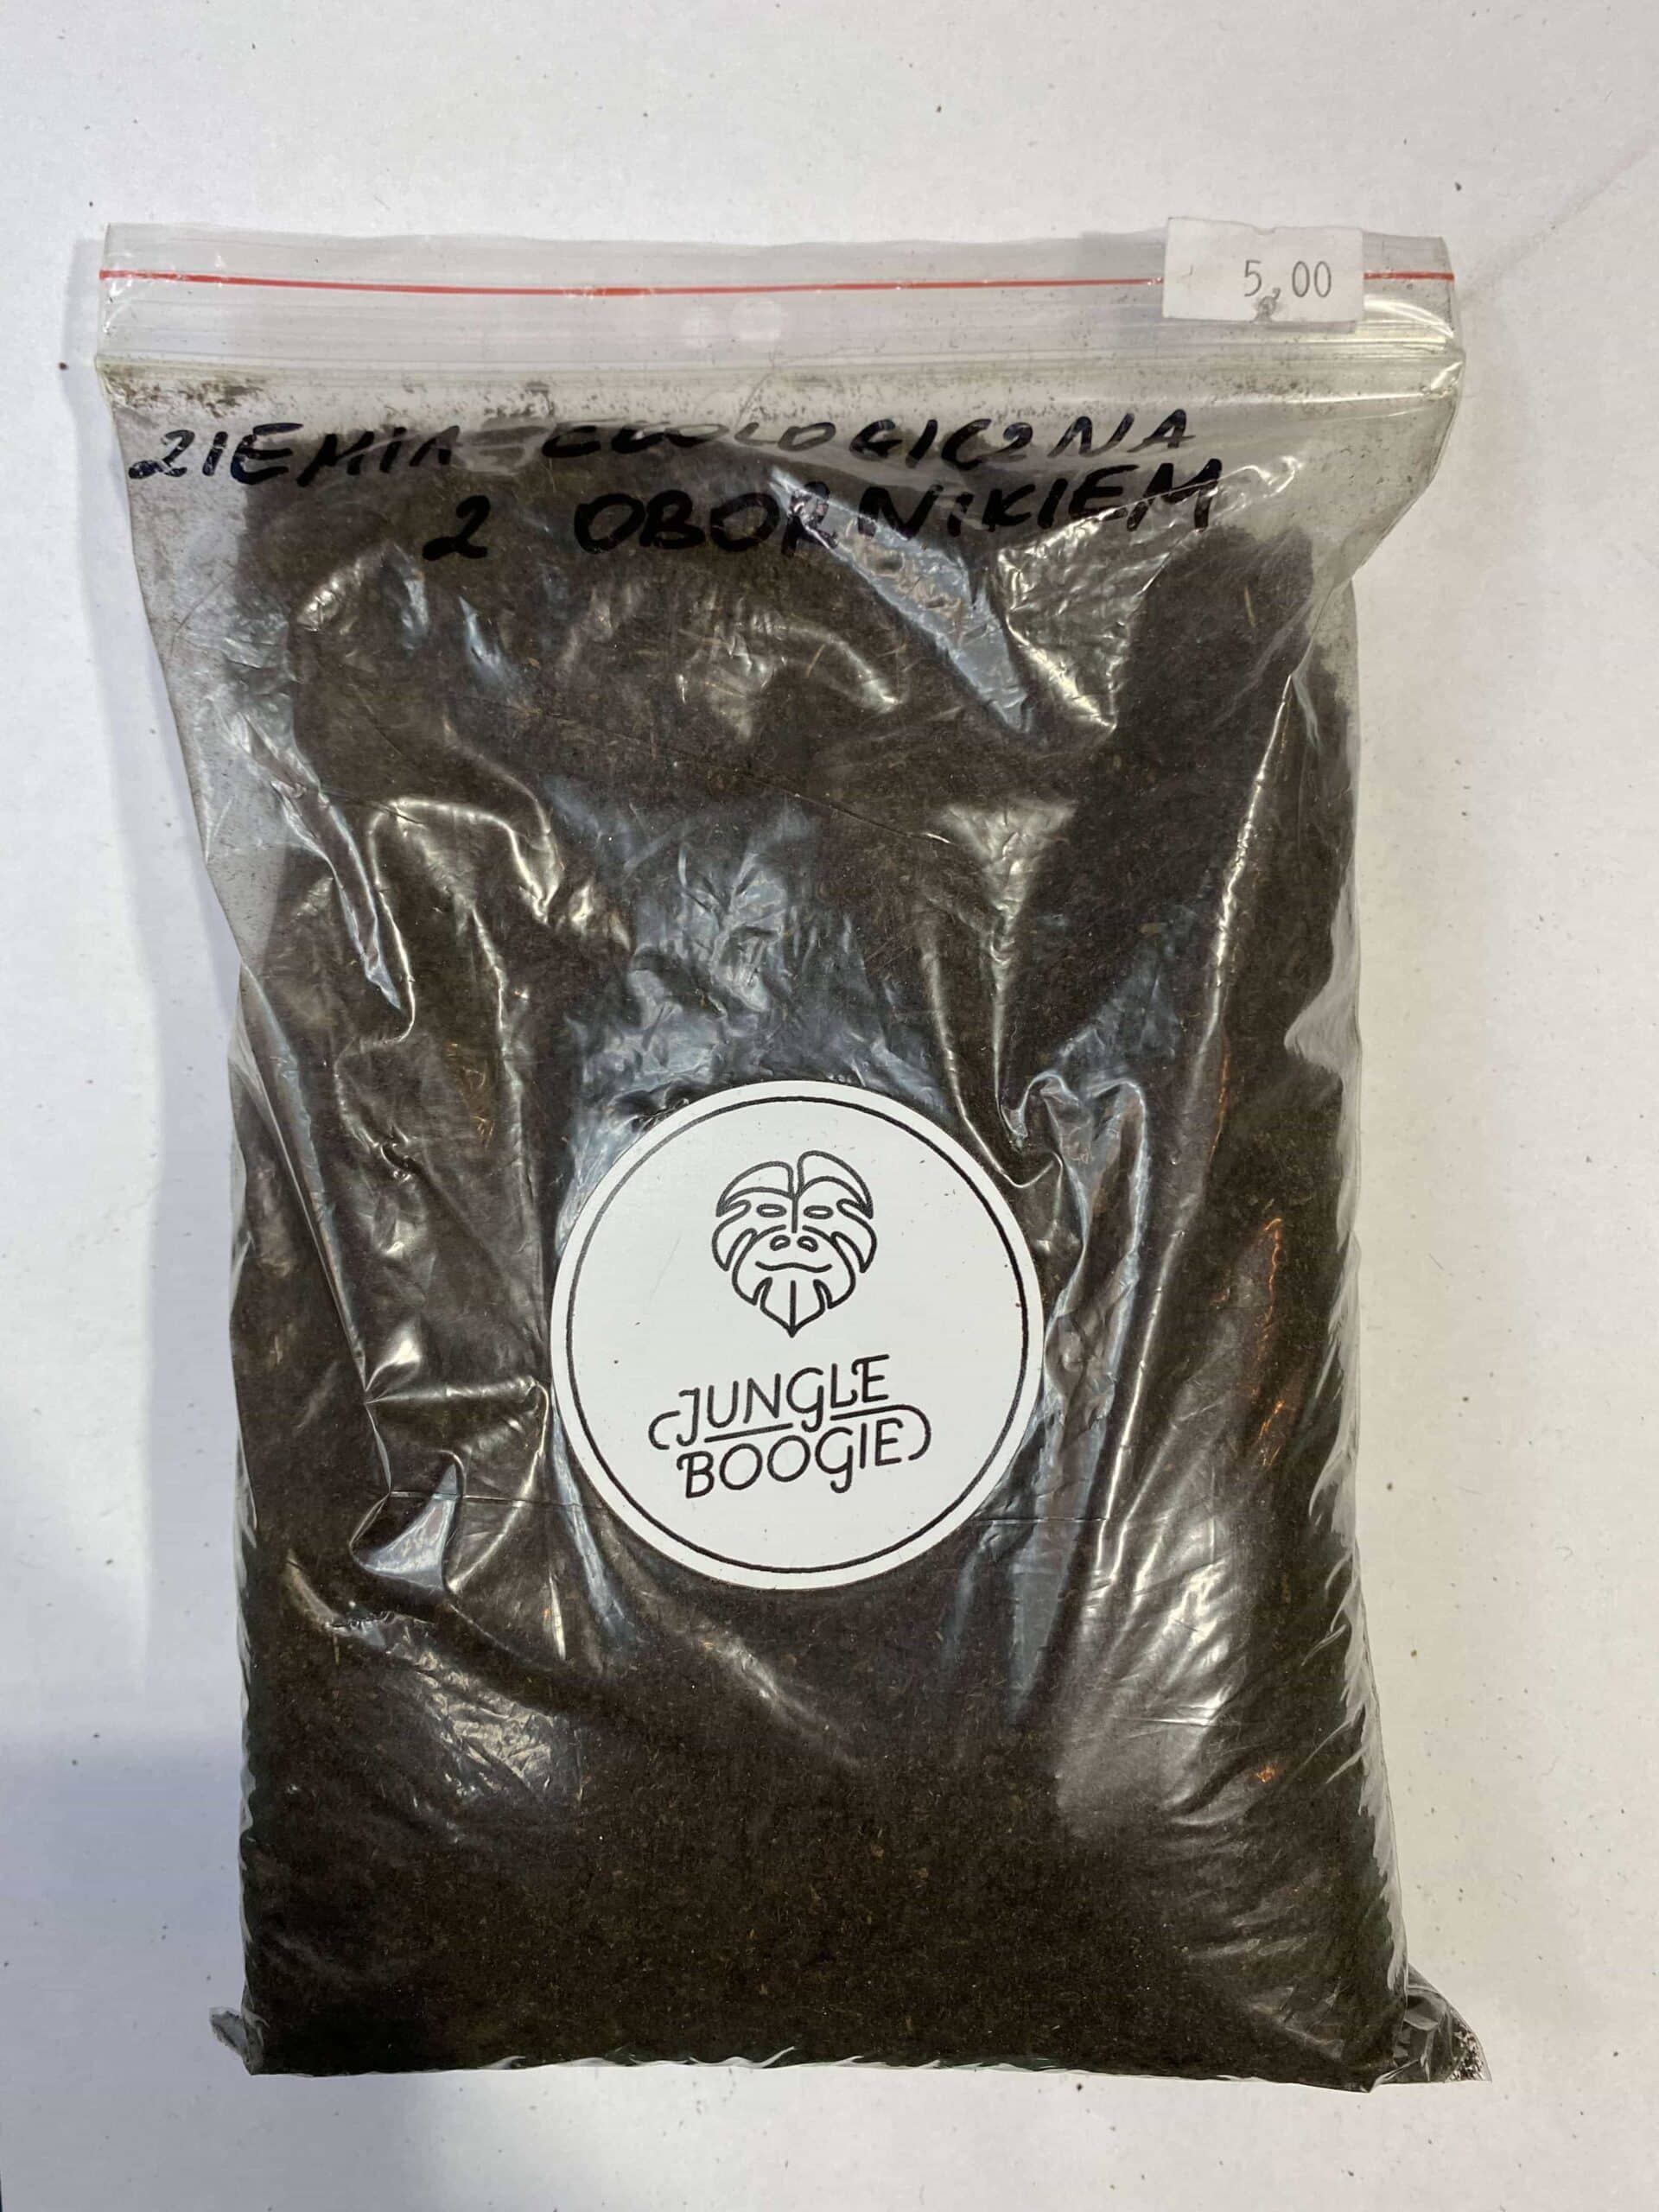 5,00
ZIEMIA EKOLOGICZNA
Z OBORNIKIEM
JUNGLE
BOOGIE